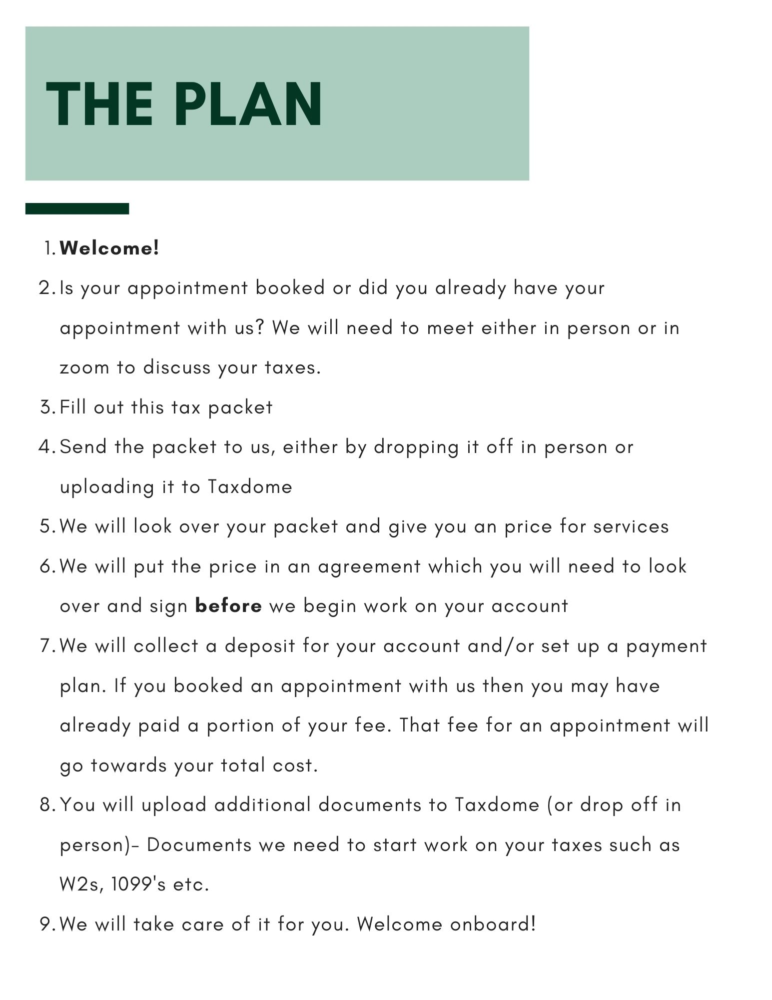 THE PLAN
1. Welcome!
2. Is your appointment booked or did you already have your
appointment with us? We will need to meet either in person or in
zoom to discuss your taxes.
3. Fill out this tax packet
4. Send the packet to us, either by dropping it off in person or
uploading it to Taxdome
5. We will look over your packet and give you an price for services
6. We will put the price in an agreement which you will need to look
over and sign before we begin work on your account
7. We will collect a deposit for your account and/or set up a payment
plan. If you booked an appointment with us then you may have
already paid a portion of your fee. That fee for an appointment will
go towards your total cost.
8. You will upload additional documents to Taxdome (or drop off in
person)- Documents we need to start work on your taxes such as
W2s, 1099's etc.
9. We will take care of it for you. Welcome onboard!